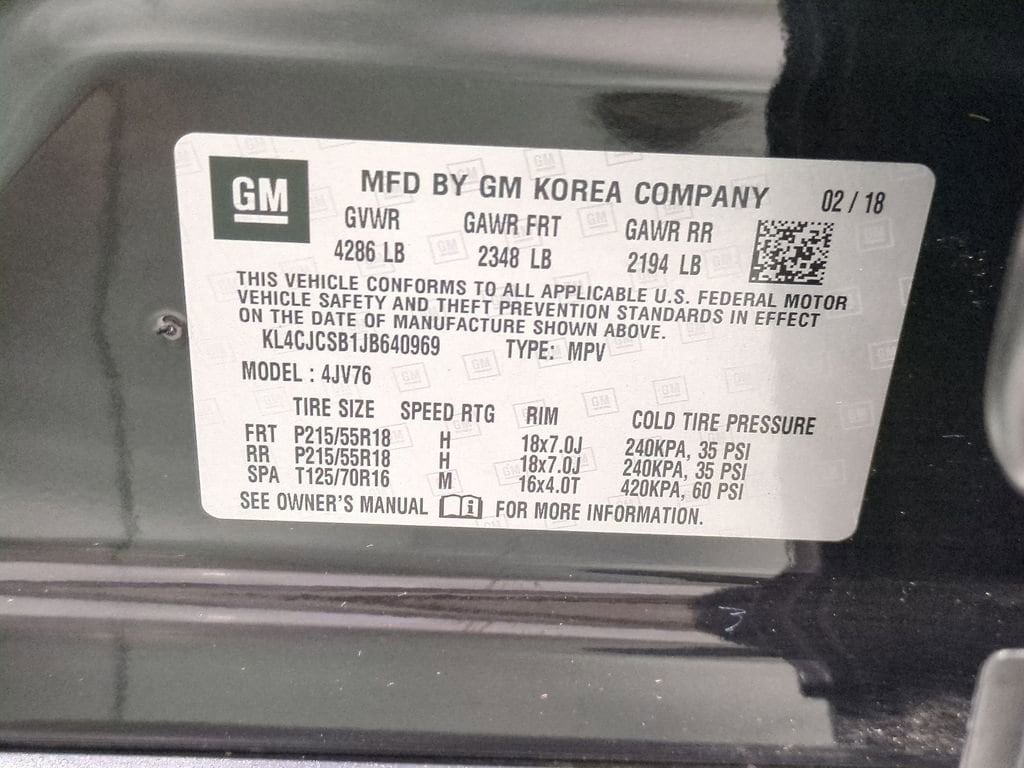 GM
MFD BY GM KOREA COMPANY 02 / 18
GVWR GAWR FRT GAWR RR
4286 LB 2348 LB 2194 LB
THIS VEHICLE CONFORMS TO ALL APPLICABLE U.S. FEDERAL MOTOR
VEHICLE SAFETY AND THEFT PREVENTION STANDARDS IN EFFECT
ON THE DATE OF MANUFACTURE SHOWN ABOVE.
KL4CJCSB1JB640969 TYPE: MPV
MODEL : 4JV76
TIRE SIZE SPEED RTG RIM COLD TIRE PRESSURE
FRT P215/55R18 H 18x7.0J 240KPA, 35 PSI
RR P215/55R18 H 18x7.0J 240KPA, 35 PSI
SPA T125/70R16 M 16x4.0T 420KPA, 60 PSI
SEE OWNER'S MANUAL i FOR MORE INFORMATION.